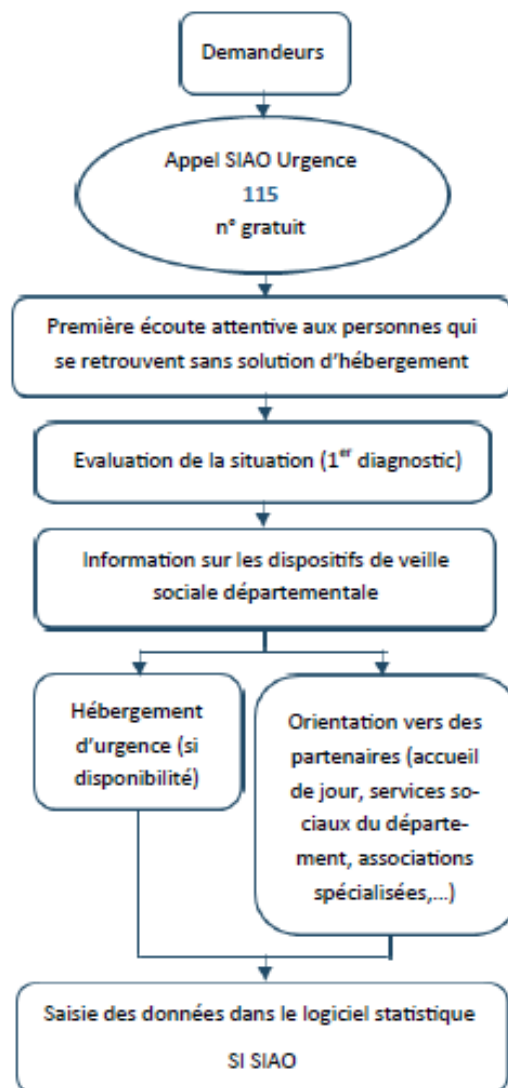 Demandeurs
Appel SIAO Urgence
115
n° gratuit
Première écoute attentive aux personnes qui
se retrouvent sans solution d'hébergement
Evaluation de la situation (1er diagnostic)
Information sur les dispositifs de veille
sociale départementale
Hébergement
d'urgence (si
disponibilité)
Orientation vers des
partenaires (accueil
de jour, services so-
ciaux du départe-
ment, associations
spécialisées,...)
Saisie des données dans le logiciel statistique
SI SIAO